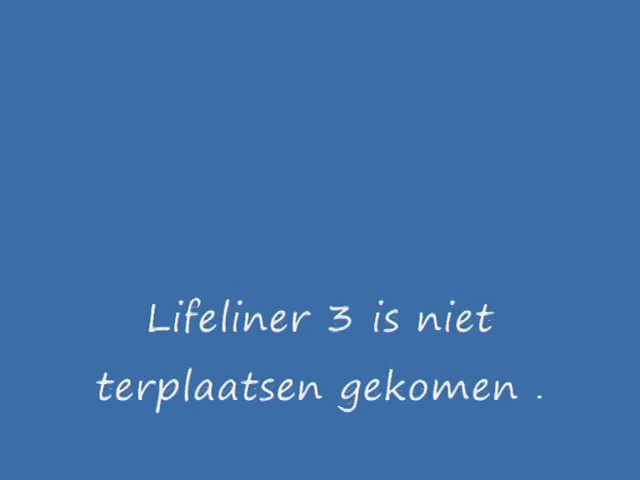 Lifeliner 3 is niet
terplaatsen gekomen .